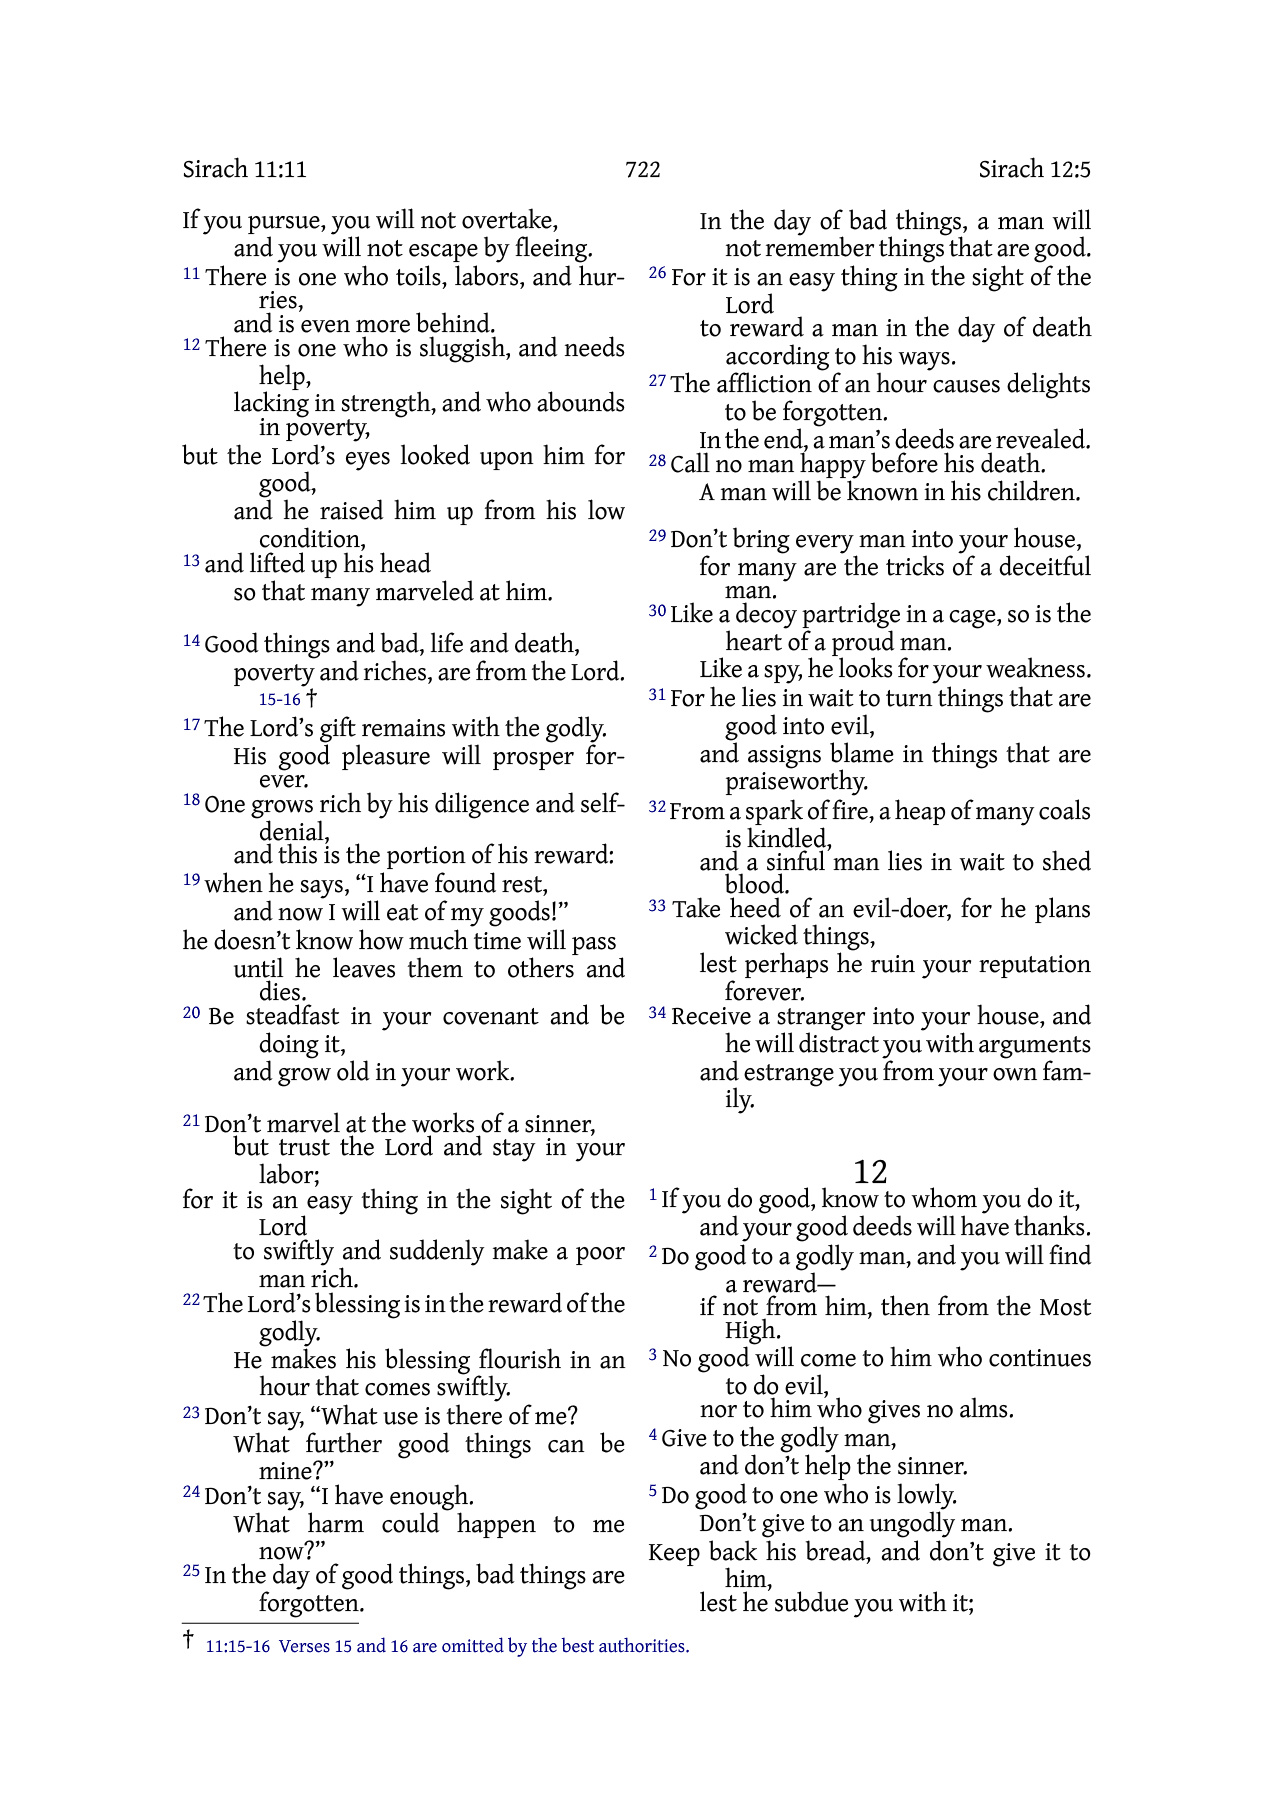 Sirach 11:11
722
Sirach 12:5
If you pursue, you will not overtake,
and you will not escape by fleeing.
11 There is one who toils, labors, and hur-
ries,
and is even more behind.
12 There is one who is sluggish, and needs
help,
lacking in strength, and who abounds
in poverty,
but the Lord’s eyes looked upon him for
good,
and he raised him up from his low
condition,
13 and lifted up his head
so that many marveled at him.
14 Good things and bad, life and death,
poverty and riches, are from the Lord.
15-16 †
17 The Lord’s gift remains with the godly.
His good pleasure will prosper for-
ever.
18 One grows rich by his diligence and self-
denial,
and this is the portion of his reward:
19 when he says, “I have found rest,
and now I will eat of my goods!”
he doesn’t know how much time will pass
until he leaves them to others and
dies.
20 Be steadfast in your covenant and be
doing it,
and grow old in your work.
21 Don’t marvel at the works of a sinner,
but trust the Lord and stay in your
labor;
for it is an easy thing in the sight of the
Lord
to swiftly and suddenly make a poor
man rich.
22 The Lord’s blessing is in the reward of the
godly.
He makes his blessing flourish in an
hour that comes swiftly.
23 Don’t say, “What use is there of me?
What further good things can be
mine?”
24 Don’t say, “I have enough.
What harm could happen to me
now?”
25 In the day of good things, bad things are
forgotten.
In the day of bad things, a man will
not remember things that are good.
26 For it is an easy thing in the sight of the
Lord
to reward a man in the day of death
according to his ways.
27 The affliction of an hour causes delights
to be forgotten.
In the end, a man’s deeds are revealed.
28 Call no man happy before his death.
A man will be known in his children.
29 Don’t bring every man into your house,
for many are the tricks of a deceitful
man.
30 Like a decoy partridge in a cage, so is the
heart of a proud man.
Like a spy, he looks for your weakness.
31 For he lies in wait to turn things that are
good into evil,
and assigns blame in things that are
praiseworthy.
32 From a spark of fire, a heap of many coals
is kindled,
and a sinful man lies in wait to shed
blood.
33 Take heed of an evil-doer, for he plans
wicked things,
lest perhaps he ruin your reputation
forever.
34 Receive a stranger into your house, and
he will distract you with arguments
and estrange you from your own fam-
ily.
12
1 If you do good, know to whom you do it,
and your good deeds will have thanks.
2 Do good to a godly man, and you will find
a reward—
if not from him, then from the Most
High.
3 No good will come to him who continues
to do evil,
nor to him who gives no alms.
4 Give to the godly man,
and don’t help the sinner.
5 Do good to one who is lowly.
Don’t give to an ungodly man.
Keep back his bread, and don’t give it to
him,
lest he subdue you with it;
† 11:15-16 Verses 15 and 16 are omitted by the best authorities.